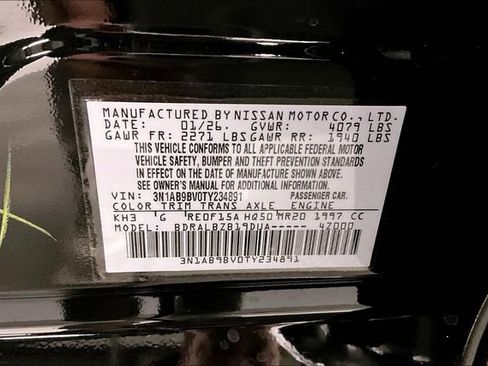 MANUFACTURED BY NISSAN MOTOR CO., LTD.
DATE: 01/26. GVWR: 4079 LBS
GAWR FR: 2271 LBS GAWR RR: 1940 LBS
THIS VEHICLE CONFORMS TO ALL APPLICABLE FEDERAL MOTOR
VEHICLE SAFETY, BUMPER AND THEFT PREVENTION STANDARDS
IN EFFECT ON THE DATE OF MANUFACTURE SHOWN ABOVE.
SEE OWNER'S MANUAL FOR ADDITIONAL INFORMATION.
VIN: 3N1AB9BV0TY234891 PASSENGER CAR.
COLOR TRIM TRANS AXLE ENGINE
KH3 'G 'RE0F15A HQ50 'MR20 1997 CC
MODEL: BDRALBZB19DUA----- 4Z000
3N1AB9BV0TY234891